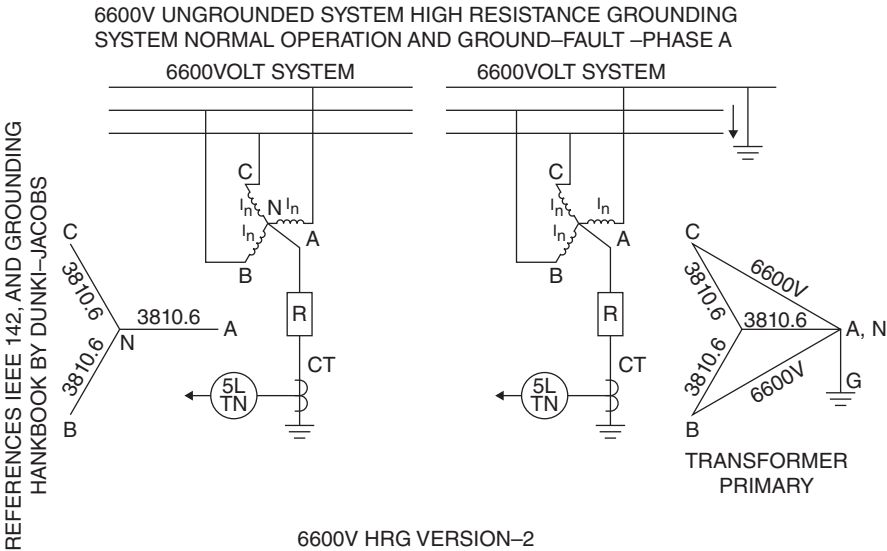 6600V UNGROUNDED SYSTEM HIGH RESISTANCE GROUNDING
SYSTEM NORMAL OPERATION AND GROUND–FAULT –PHASE A
REFERENCES IEEE 142, AND GROUNDING
HANKBOOK BY DUNKI–JACOBS
6600VOLT SYSTEM
C
In
N
In
In
A
B
R
CT
5L
TN
C
3810.6
3810.6
A
N
3810.6
B
6600VOLT SYSTEM
C
In
In
In
A
B
R
CT
5L
TN
C
6600V
3810.6
3810.6
A, N
3810.6
6600V
G
B
TRANSFORMER
PRIMARY
6600V HRG VERSION–2